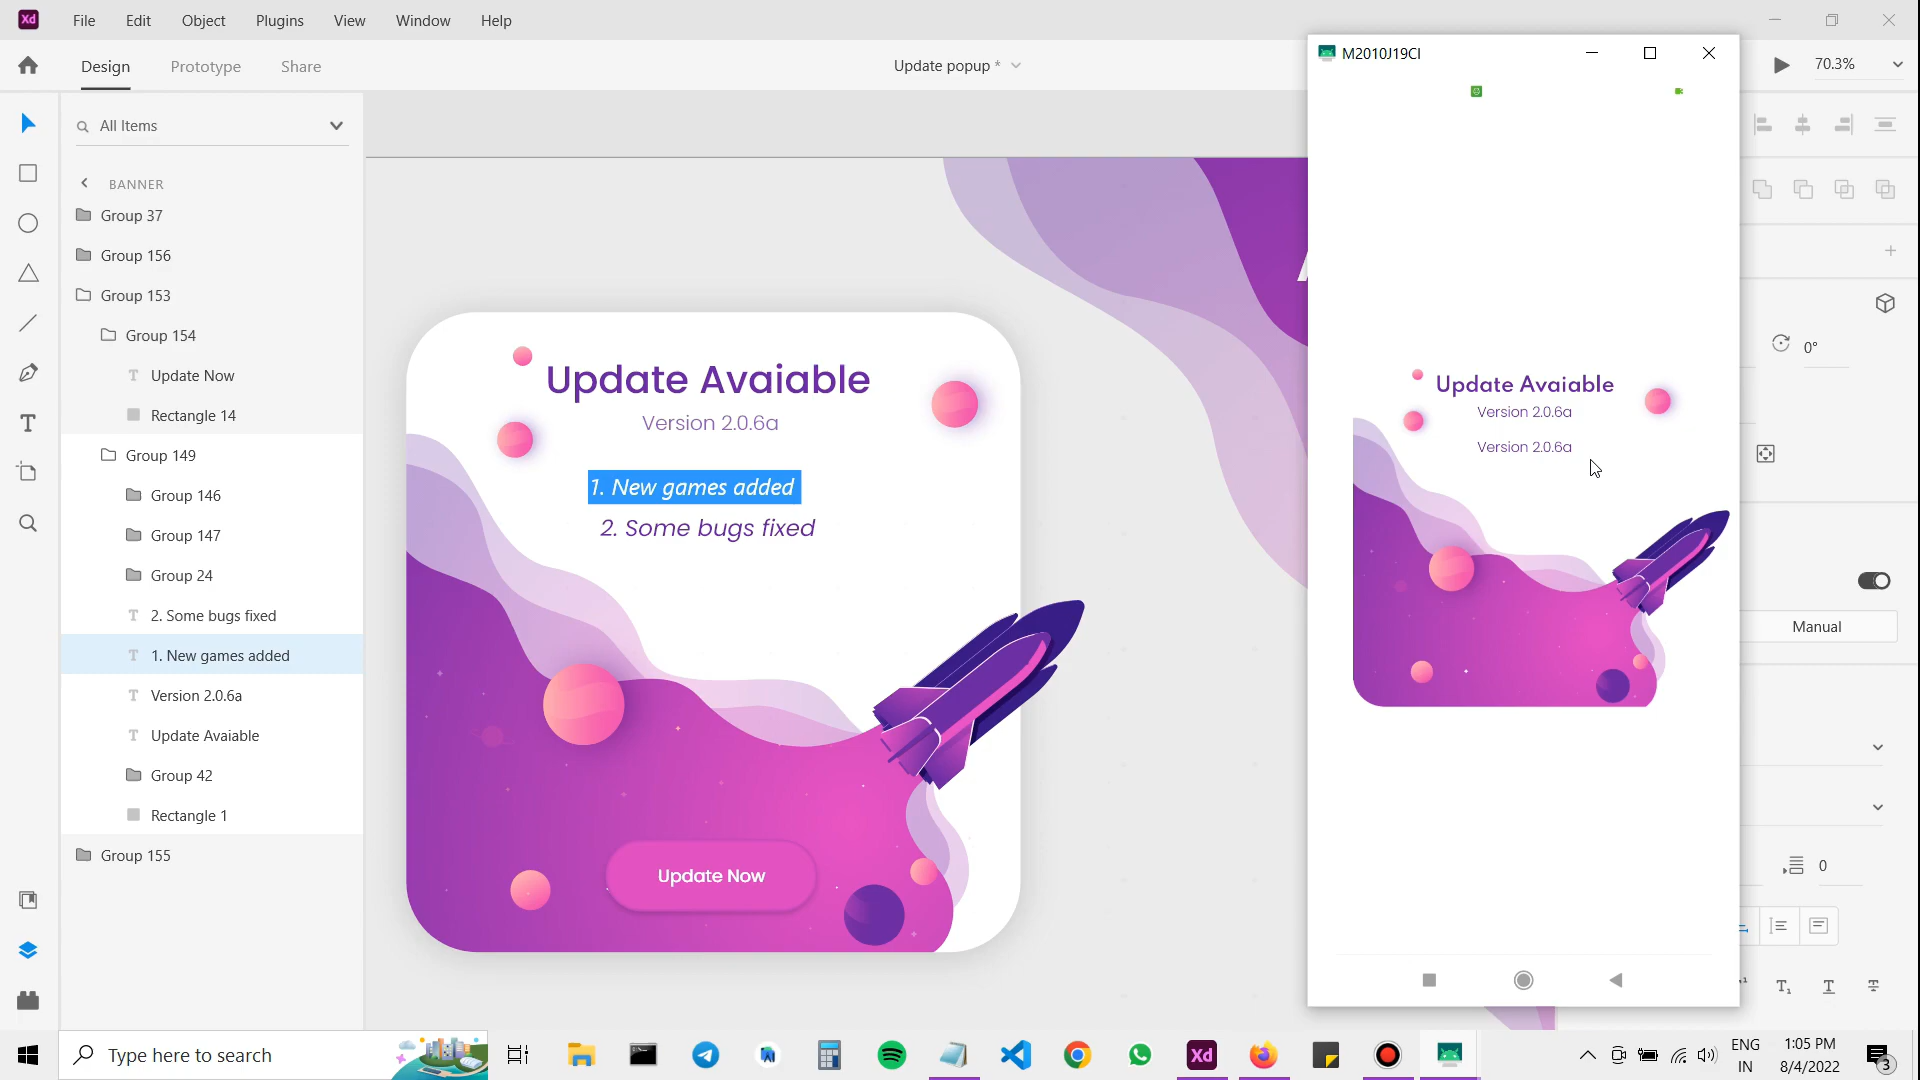 Xd File Edit Object Plugins View Window Help
Design Prototype Share
Update popup *
70.3%
All Items
BANNER
Group 37
Group 156
Group 153
Group 154
Update Now
Rectangle 14
Group 149
Group 146
Group 147
Group 24
2. Some bugs fixed
1. New games added
Version 2.0.6a
Update Avaiable
Group 42
Rectangle 1
Group 155
Update Avaiable
Version 2.0.6a
1. New games added
2. Some bugs fixed
Update Now
M2010J19CI
Update Avaiable
Version 2.0.6a
Version 2.0.6a
0°
Manual
0
Type here to search
Xd
ENG
IN
1:05 PM
8/4/2022
3